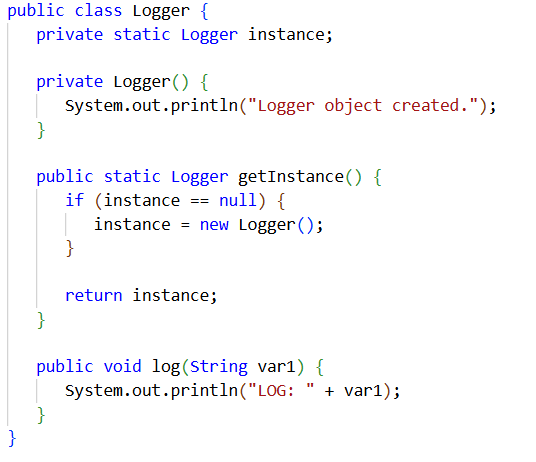 public class Logger {
private static Logger instance;
private Logger() {
System.out.println("Logger object created.");
}
public static Logger getInstance() {
if (instance == null) {
instance = new Logger();
}
return instance;
}
public void log(String var1) {
System.out.println("LOG: " + var1);
}
}